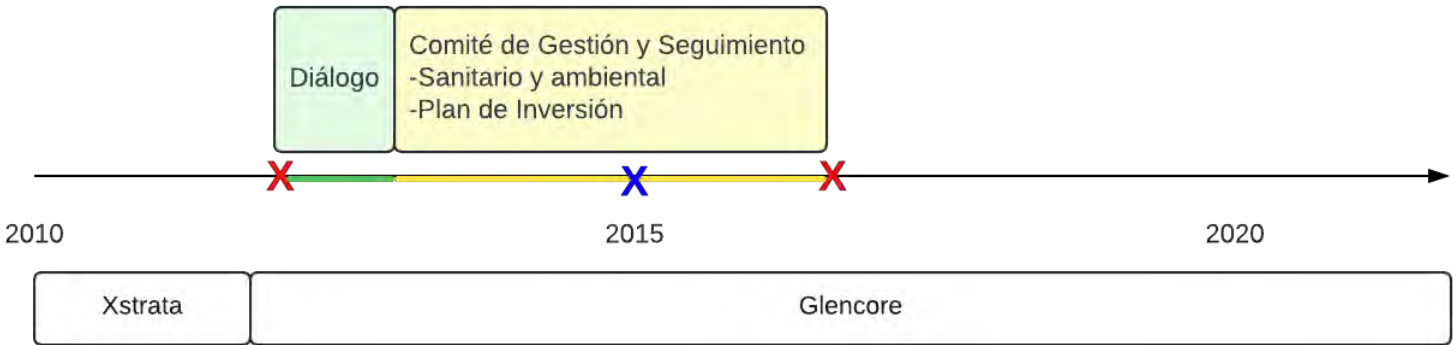 Diálogo
Comité de Gestión y Seguimiento
-Sanitario y ambiental
-Plan de Inversión
X
X
X
2010
2015
2020
Xstrata
Glencore